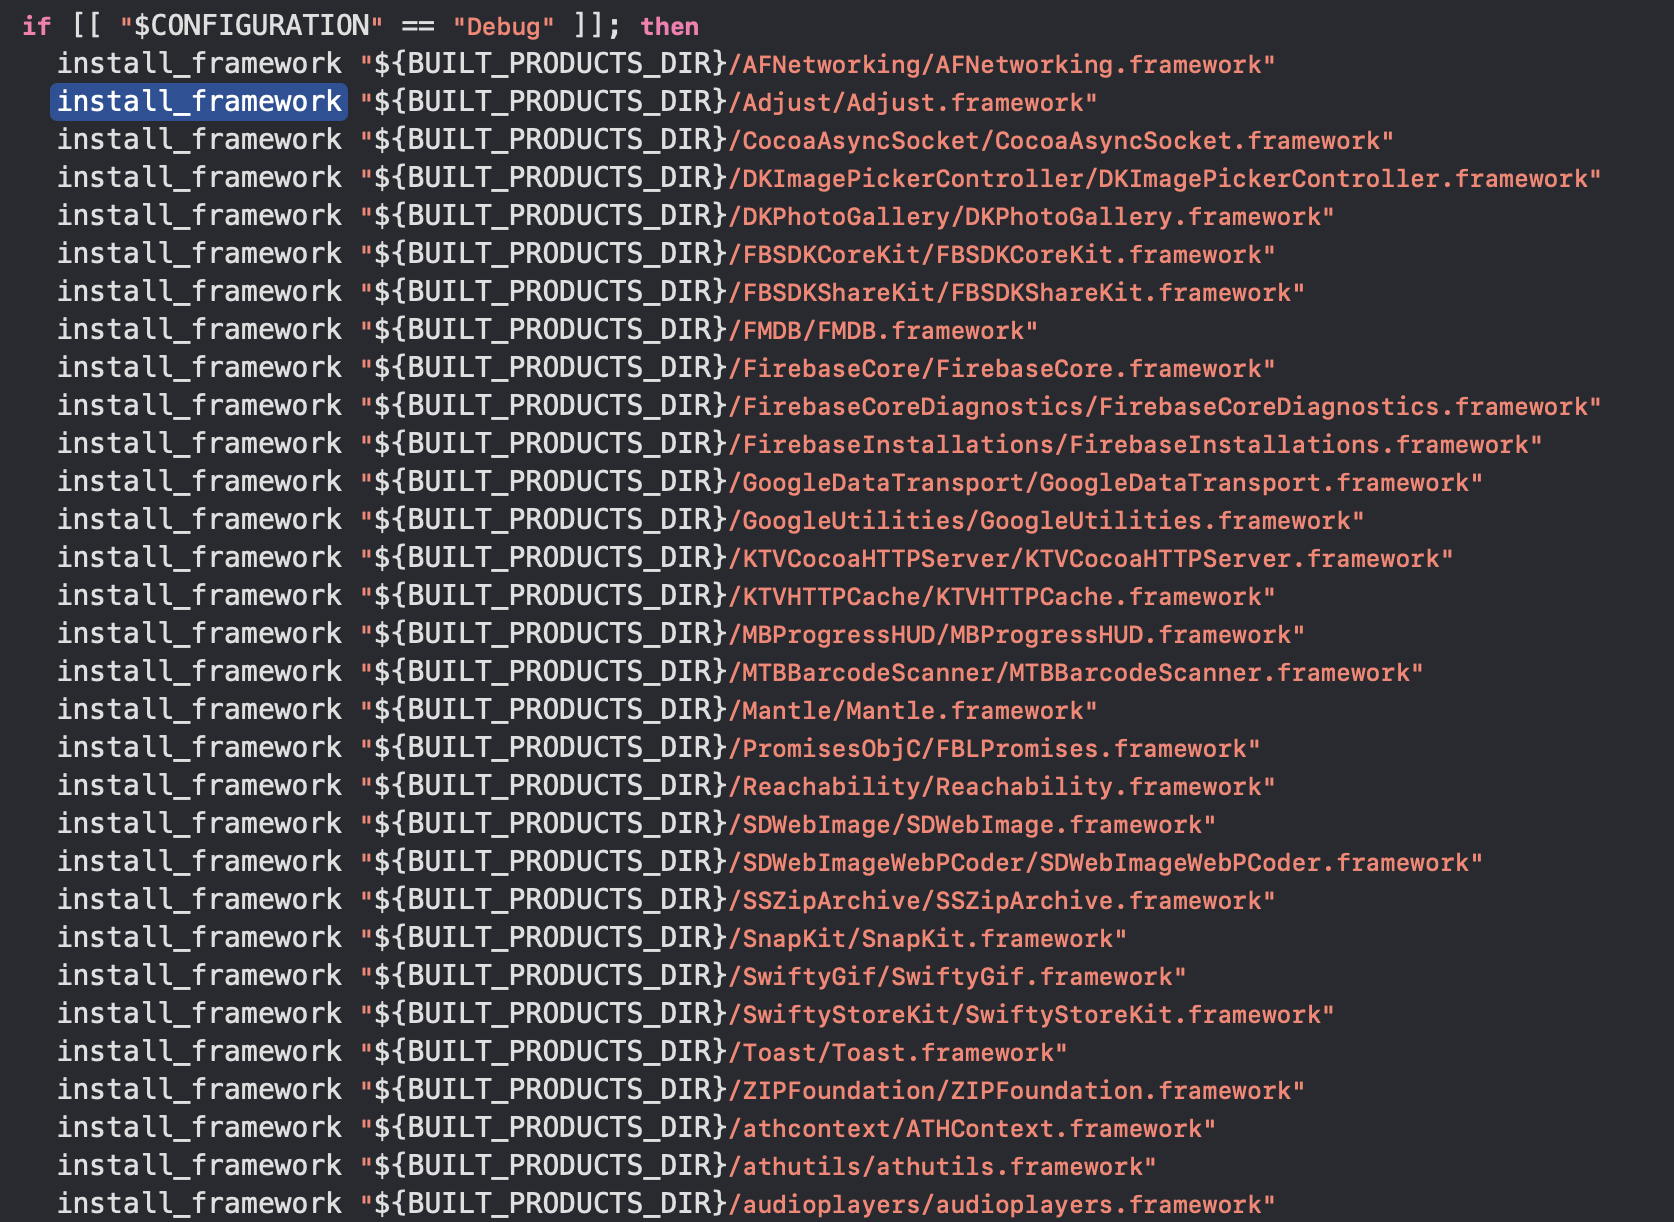 if [[ "$CONFIGURATION" == "Debug" ]]; then
install_framework "${BUILT_PRODUCTS_DIR}/AFNetworking/AFNetworking.framework"
install_framework "${BUILT_PRODUCTS_DIR}/Adjust/Adjust.framework"
install_framework "${BUILT_PRODUCTS_DIR}/CocoaAsyncSocket/CocoaAsyncSocket.framework"
install_framework "${BUILT_PRODUCTS_DIR}/DKImagePickerController/DKImagePickerController.framework"
install_framework "${BUILT_PRODUCTS_DIR}/DKPhotoGallery/DKPhotoGallery.framework"
install_framework "${BUILT_PRODUCTS_DIR}/FBSDKCoreKit/FBSDKCoreKit.framework"
install_framework "${BUILT_PRODUCTS_DIR}/FBSDKShareKit/FBSDKShareKit.framework"
install_framework "${BUILT_PRODUCTS_DIR}/FMDB/FMDB.framework"
install_framework "${BUILT_PRODUCTS_DIR}/FirebaseCore/FirebaseCore.framework"
install_framework "${BUILT_PRODUCTS_DIR}/FirebaseCoreDiagnostics/FirebaseCoreDiagnostics.framework"
install_framework "${BUILT_PRODUCTS_DIR}/FirebaseInstallations/FirebaseInstallations.framework"
install_framework "${BUILT_PRODUCTS_DIR}/GoogleDataTransport/GoogleDataTransport.framework"
install_framework "${BUILT_PRODUCTS_DIR}/GoogleUtilities/GoogleUtilities.framework"
install_framework "${BUILT_PRODUCTS_DIR}/KTVCocoaHTTPServer/KTVCocoaHTTPServer.framework"
install_framework "${BUILT_PRODUCTS_DIR}/KTVHTTPCache/KTVHTTPCache.framework"
install_framework "${BUILT_PRODUCTS_DIR}/MBProgressHUD/MBProgressHUD.framework"
install_framework "${BUILT_PRODUCTS_DIR}/MTBBarcodeScanner/MTBBarcodeScanner.framework"
install_framework "${BUILT_PRODUCTS_DIR}/Mantle/Mantle.framework"
install_framework "${BUILT_PRODUCTS_DIR}/PromisesObjC/FBLPromises.framework"
install_framework "${BUILT_PRODUCTS_DIR}/Reachability/Reachability.framework"
install_framework "${BUILT_PRODUCTS_DIR}/SDWebImage/SDWebImage.framework"
install_framework "${BUILT_PRODUCTS_DIR}/SDWebImageWebPCoder/SDWebImageWebPCoder.framework"
install_framework "${BUILT_PRODUCTS_DIR}/SSZipArchive/SSZipArchive.framework"
install_framework "${BUILT_PRODUCTS_DIR}/SnapKit/SnapKit.framework"
install_framework "${BUILT_PRODUCTS_DIR}/SwiftyGif/SwiftyGif.framework"
install_framework "${BUILT_PRODUCTS_DIR}/SwiftyStoreKit/SwiftyStoreKit.framework"
install_framework "${BUILT_PRODUCTS_DIR}/Toast/Toast.framework"
install_framework "${BUILT_PRODUCTS_DIR}/ZIPFoundation/ZIPFoundation.framework"
install_framework "${BUILT_PRODUCTS_DIR}/athcontext/ATHContext.framework"
install_framework "${BUILT_PRODUCTS_DIR}/athutils/athutils.framework"
install_framework "${BUILT_PRODUCTS_DIR}/audioplayers/audioplayers.framework"